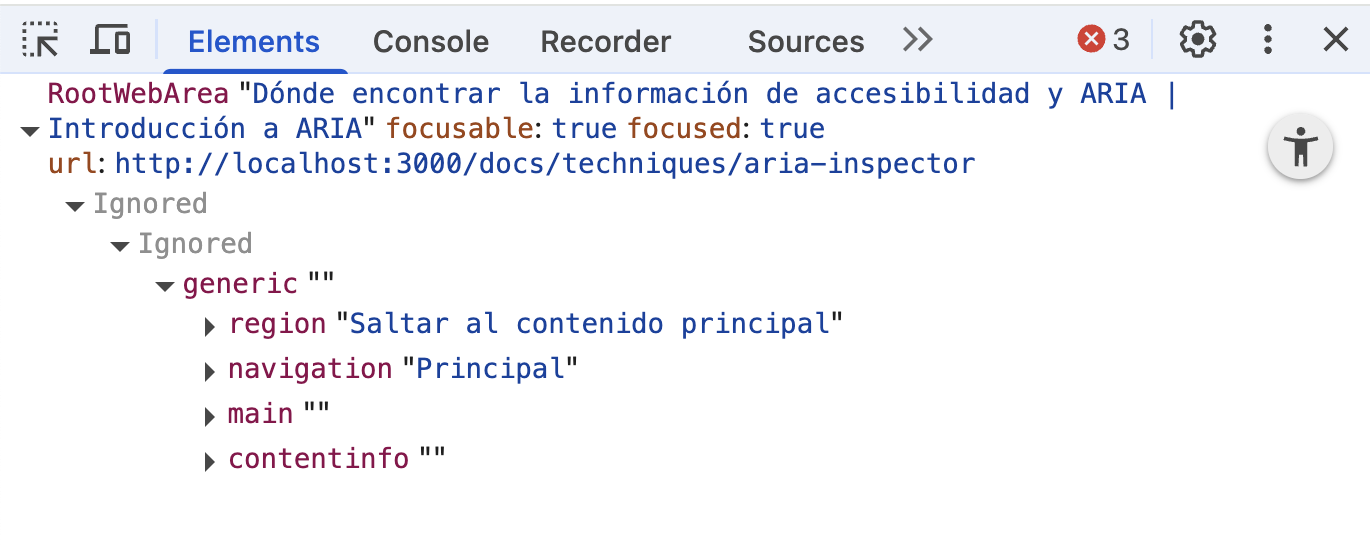 Elements Console Recorder Sources 3
RootWebArea "Dónde encontrar la información de accesibilidad y ARIA |
Introducción a ARIA" focusable: true focused: true
url: http://localhost:3000/docs/techniques/aria-inspector
Ignored
Ignored
generic ""
region "Saltar al contenido principal"
navigation "Principal"
main ""
contentinfo ""